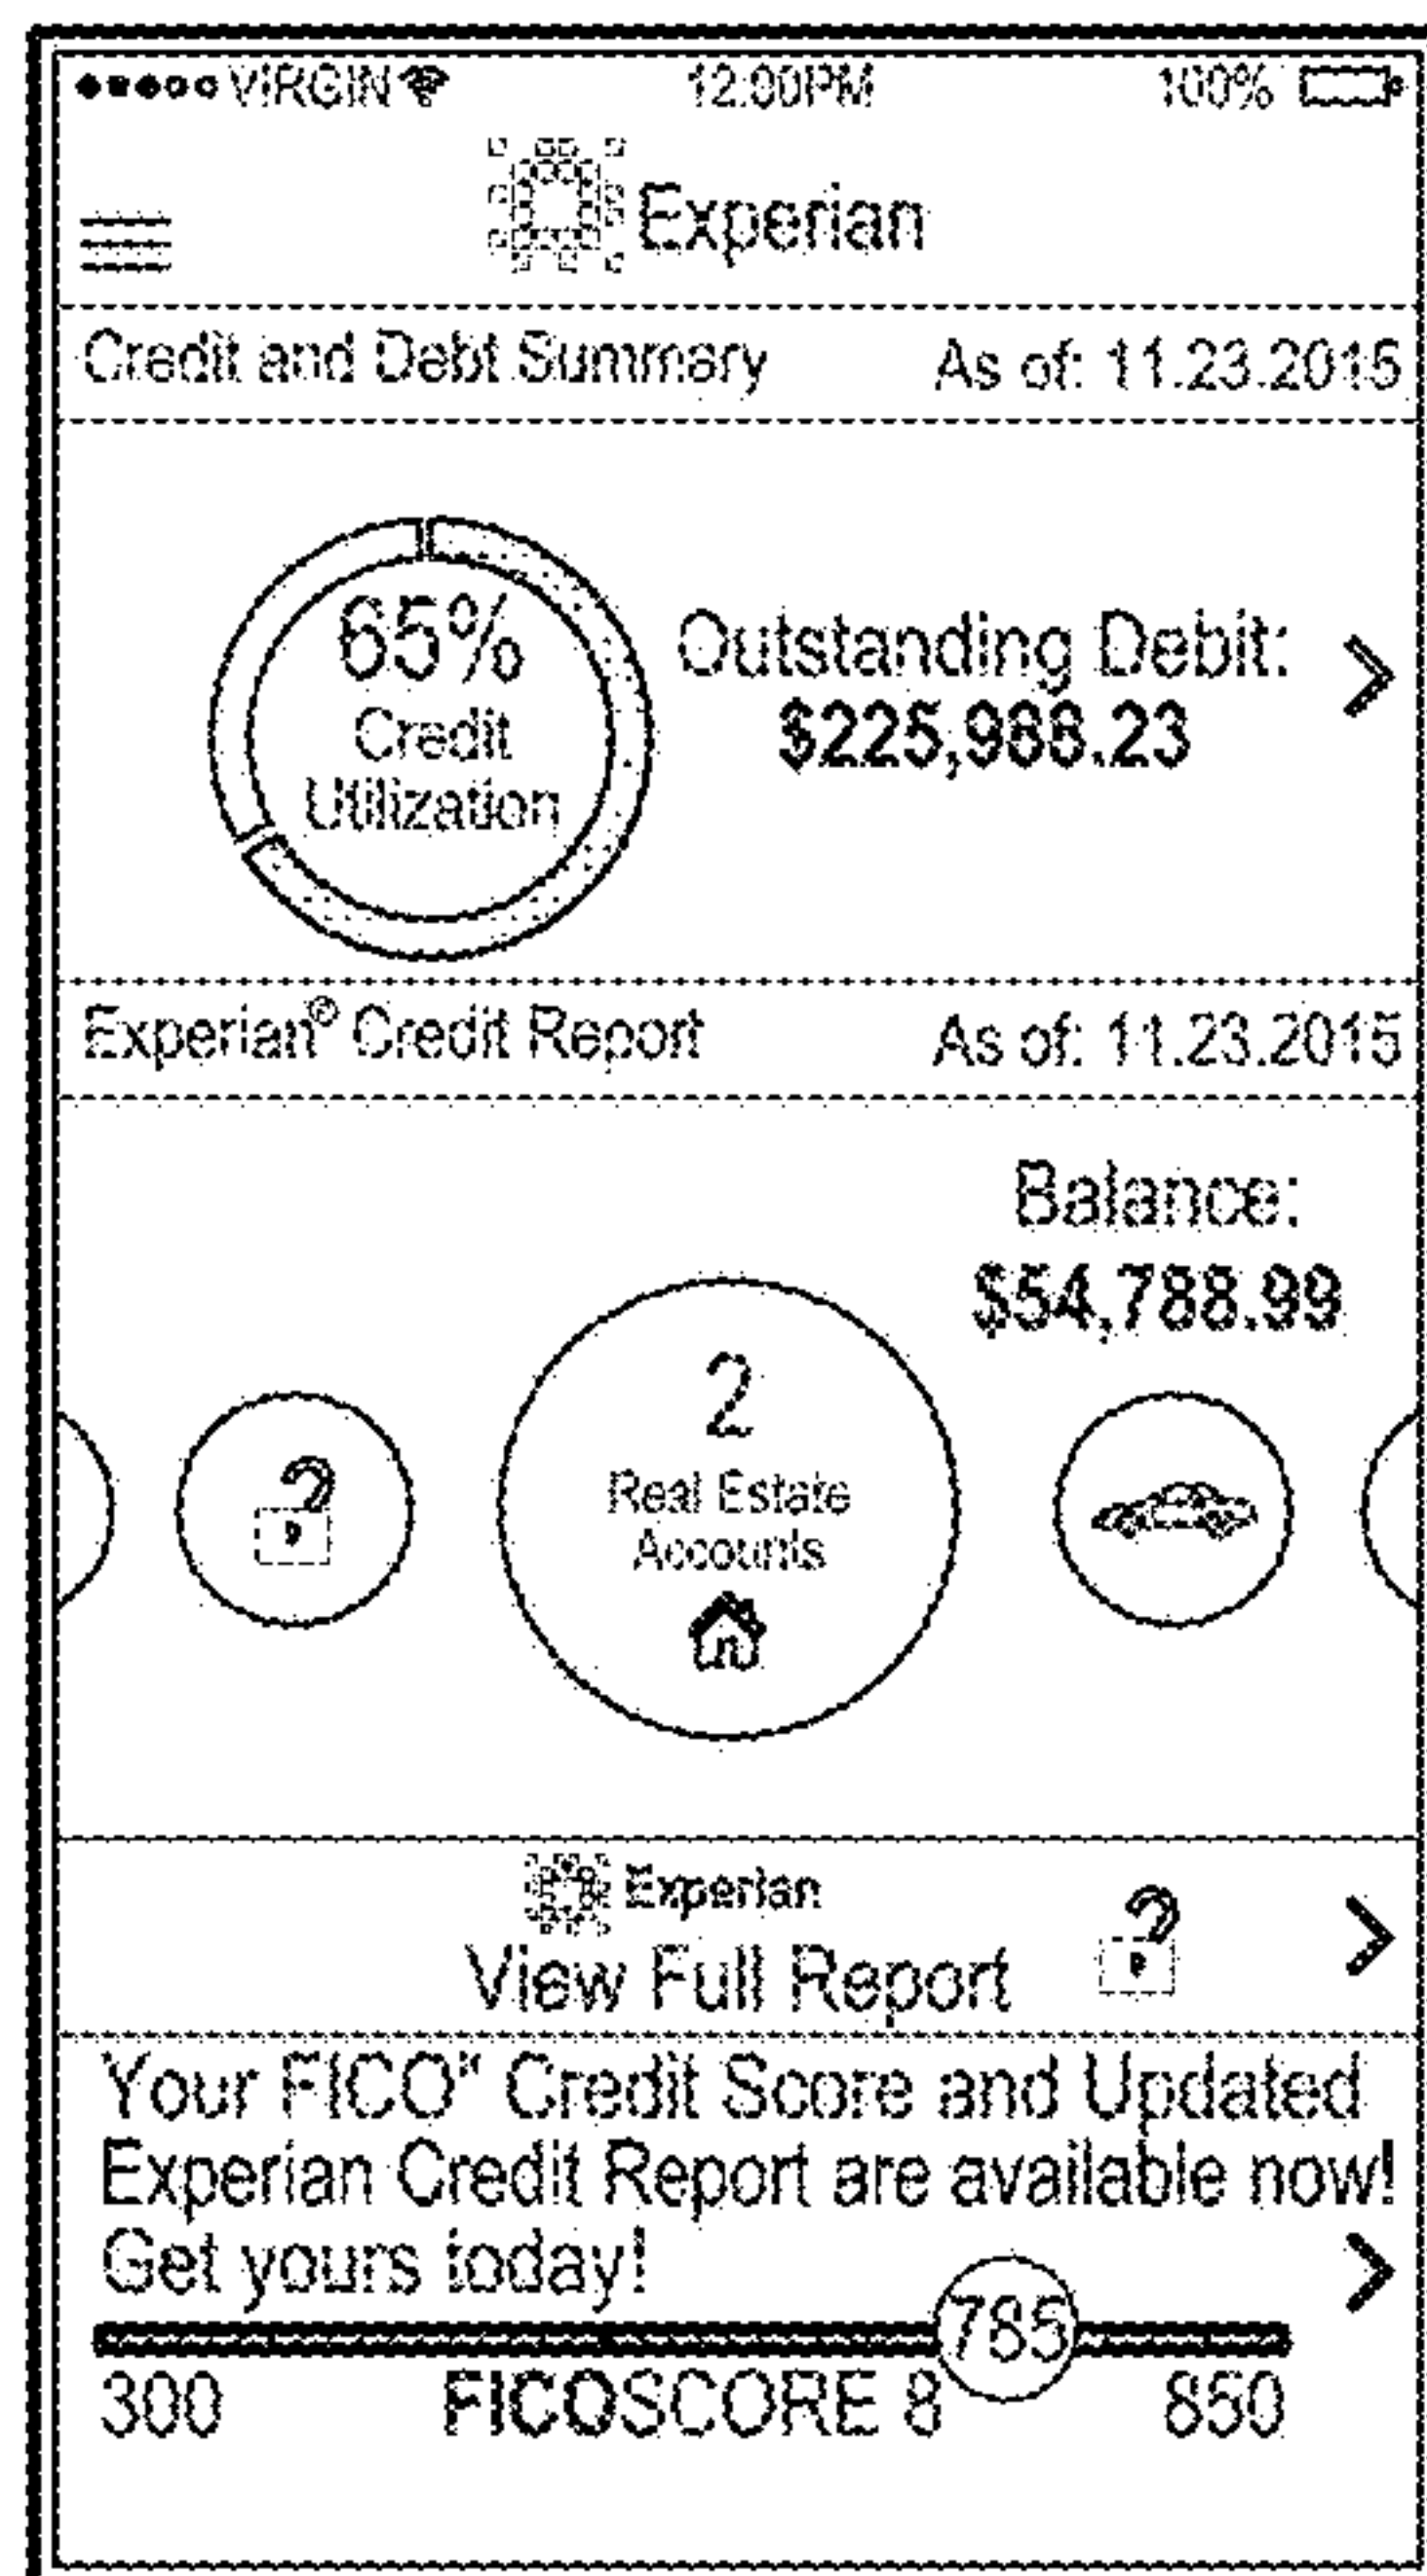 VIRGIN 12:00PM 100%
Experian
Credit and Debt Summary As of: 11.23.2015
65%
Credit
Utilization
Outstanding Debit:
$225,988.23
Experian® Credit Report As of: 11.23.2015
Balance:
$54,788.99
2
Real Estate
Accounts
Experian
View Full Report
Your FICO" Credit Score and Updated
Experian Credit Report are available now!
Get yours today!
785
300 FICOSCORE 8 850